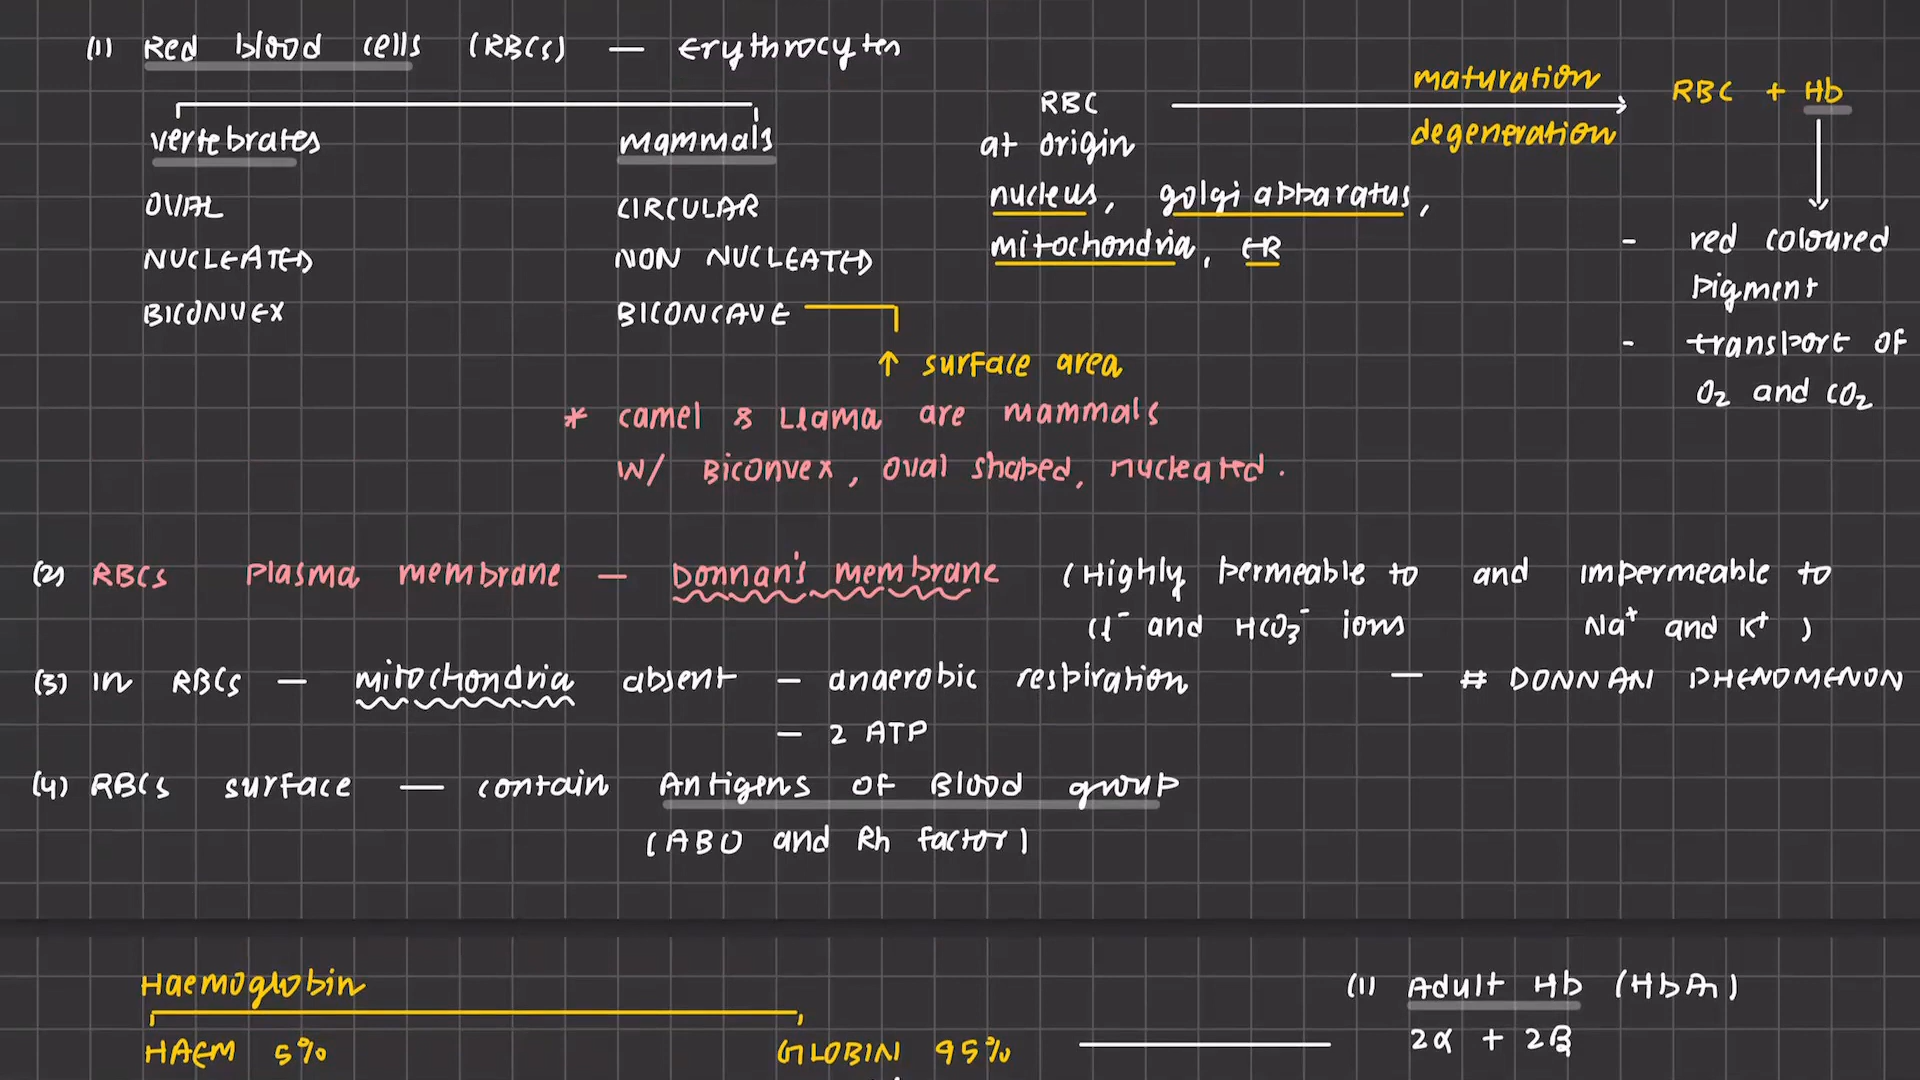 (1) Red blood cells (RBCs) — Erythrocytes
vertebrates
OVAL
NUCLEATED
BICONVEX
mammals
CIRCULAR
NON NUCLEATED
BICONCAVE
↑ surface area
* camel & Llama are mammals
w/ Biconvex, oval shaped, nucleated.
RBC
at origin
nucleus, golgi apparatus,
mitochondria, ER
maturation
degeneration
RBC + Hb
- red coloured
pigment
- transport of
O₂ and CO₂
(2) RBCs Plasma membrane — Donnan's membrane (Highly permeable to and impermeable to
Cl⁻ and HCO₃⁻ ions Na⁺ and K⁺ )
(3) In RBCs — mitochondria absent — anaerobic respiration — # DONNAN PHENOMENON
— 2 ATP
(4) RBCs surface — contain Antigens of Blood group
(ABO and Rh factor)
Haemoglobin
HAEM 5% GLOBIN 95%
(1) Adult Hb (HbA₁)
2α + 2β